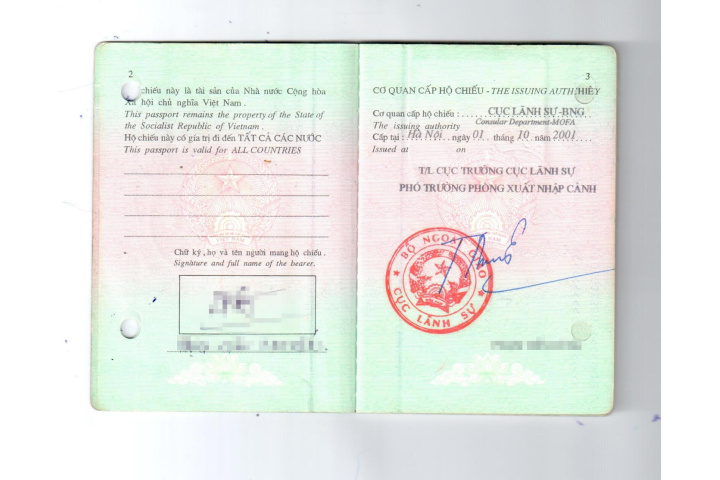 2
chiếu này là tài sản của Nhà nước Cộng hòa
Xã hội chủ nghĩa Việt Nam .
This passport remains the property of the State of
the Socialist Republic of Vietnam .
Hộ chiếu này có gía trị đi đến TẤT CẢ CÁC NƯỚC
This passport is valid for ALL COUNTRIES
Chữ ký , họ và tên người mang hộ chiếu .
Signature and full name of the bearer.
3
CƠ QUAN CẤP HỘ CHIẾU - THE ISSUING AUTHORITY
Cơ quan cấp hộ chiếu : CỤC LÃNH SỰ-BNG
The issuing authority Consular Department-MOFA
Cấp tại : Hà Nội ngày 01 tháng 10 năm 2001
Issued at on
T/L CỤC TRƯỞNG CỤC LÃNH SỰ
PHÓ TRƯỞNG PHÒNG XUẤT NHẬP CẢNH
BỘ NGOẠI GIAO
CỤC LÃNH SỰ